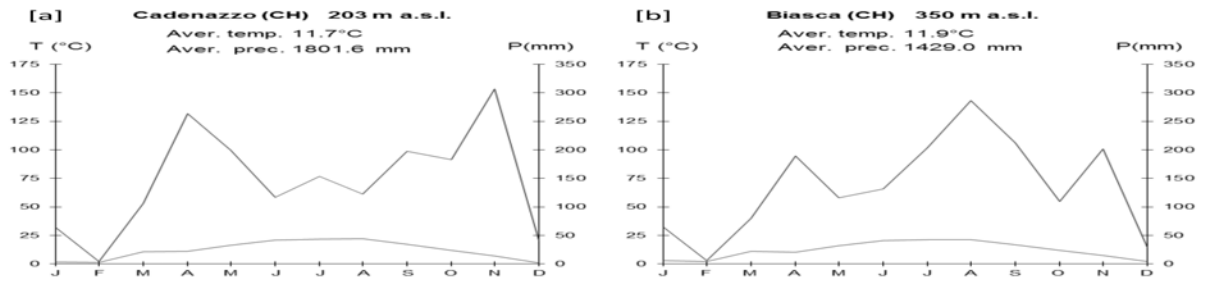 [a] Cadenazzo (CH) 203 m a.s.l.
Aver. temp. 11.7°C
T (°C) Aver. prec. 1801.6 mm P(mm)
175 350
150 300
125 250
100 200
75 150
50 100
25 50
0 0
J F M A M J J A S O N D
[b] Biasca (CH) 350 m a.s.l.
Aver. temp. 11.9°C
T (°C) Aver. prec. 1429.0 mm P(mm)
175 350
150 300
125 250
100 200
75 150
50 100
25 50
0 0
J F M A M J J A S O N D